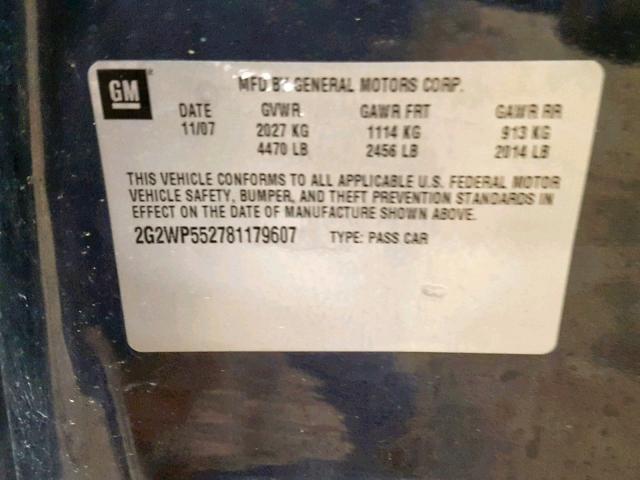 GM
MFD BY GENERAL MOTORS CORP.
DATE GVWR GAWR FRT GAWR RR
11/07 2027 KG 1114 KG 913 KG
4470 LB 2456 LB 2014 LB
THIS VEHICLE CONFORMS TO ALL APPLICABLE U.S. FEDERAL MOTOR
VEHICLE SAFETY, BUMPER, AND THEFT PREVENTION STANDARDS IN
EFFECT ON THE DATE OF MANUFACTURE SHOWN ABOVE.
2G2WP552781179607 TYPE: PASS CAR